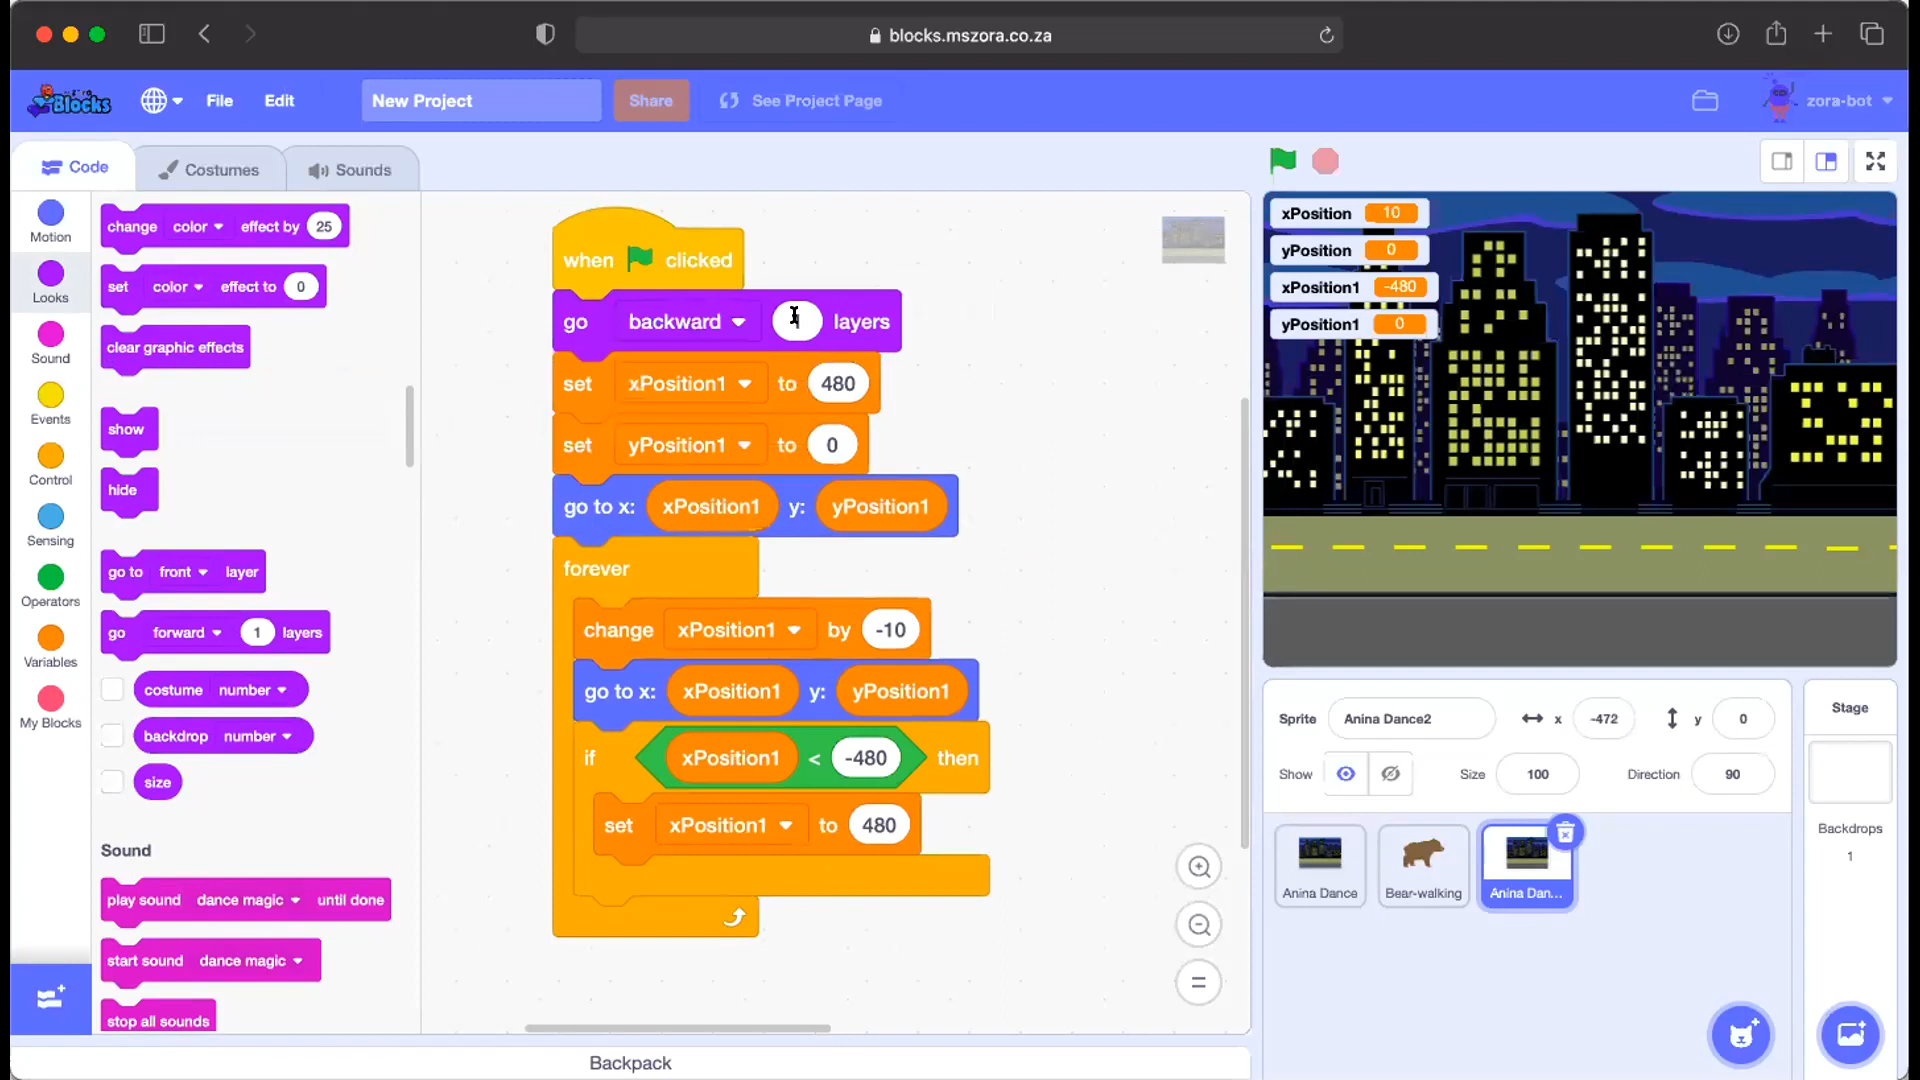 blocks.mszora.co.za
Blocks
File
Edit
New Project
Share
See Project Page
zora-bot
Code
Costumes
Sounds
Motion
Looks
Sound
Events
Control
Sensing
Operators
Variables
My Blocks
change color effect by 25
set color effect to 0
clear graphic effects
show
hide
go to front layer
go forward 1 layers
costume number
backdrop number
size
Sound
play sound dance magic until done
start sound dance magic
stop all sounds
when clicked
go backward layers
set xPosition1 to 480
set yPosition1 to 0
go to x: xPosition1 y: yPosition1
forever
change xPosition1 by -10
go to x: xPosition1 y: yPosition1
if xPosition1 < -480 then
set xPosition1 to 480
Backpack
xPosition 10
yPosition 0
xPosition1 -480
yPosition1 0
Sprite Anina Dance2 x -472 y 0
Show Size 100 Direction 90
Anina Dance
Bear-walking
Anina Dan...
Stage
Backdrops
1